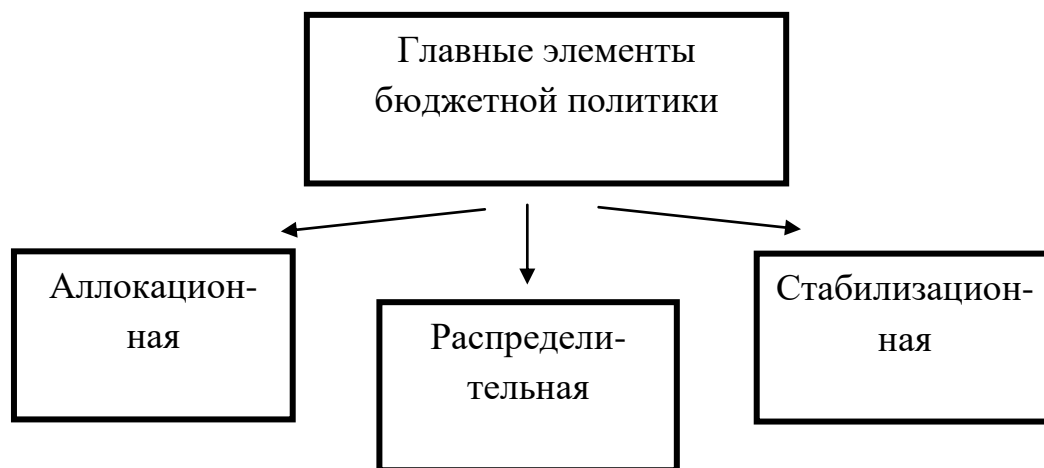 Главные элементы
бюджетной политики
Аллокацион-
ная
Распредели-
тельная
Стабилизацион-
ная